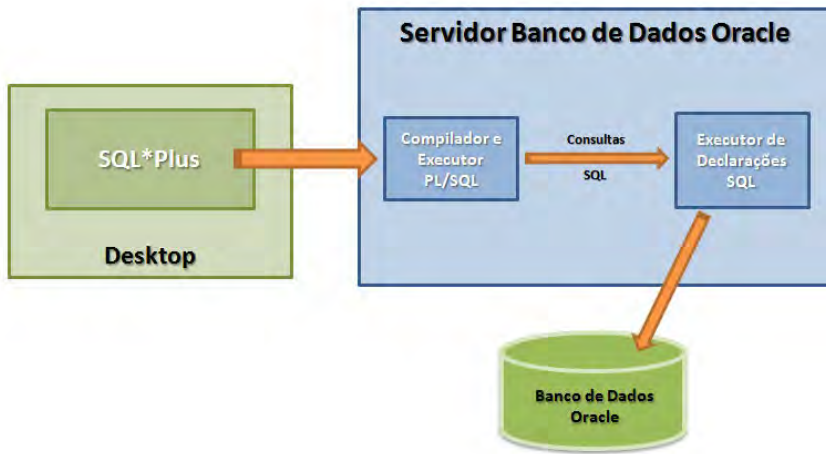 Servidor Banco de Dados Oracle
SQL*Plus
Desktop
Compilador e
Executor
PL/SQL
Consultas
SQL
Executor de
Declarações
SQL
Banco de Dados
Oracle